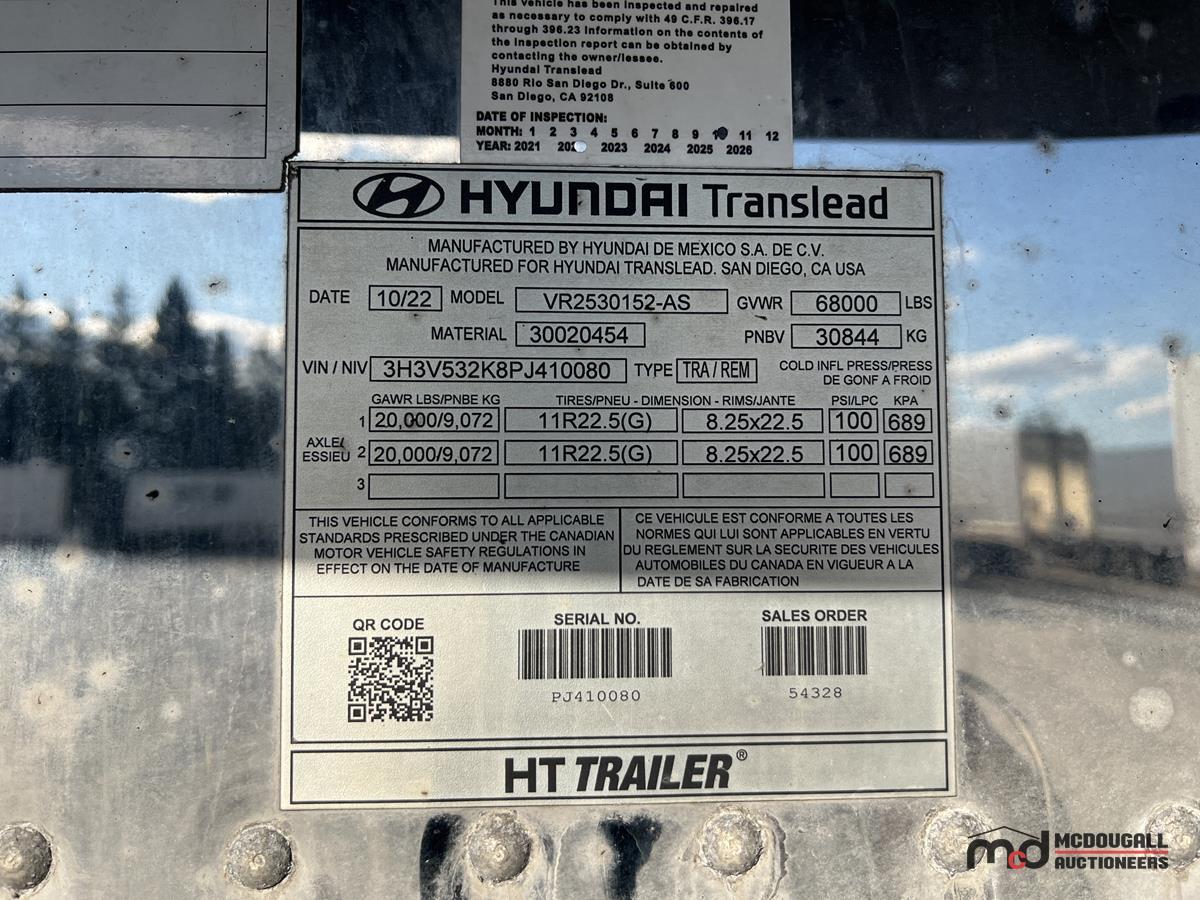 This vehicle has been inspected and repaired
as necessary to comply with 49 C.F.R. 396.17
through 396.23 Information on the contents of
the inspection report can be obtained by
contacting the owner/lessee.
Hyundai Translead
8880 Rio San Diego Dr., Suite 600
San Diego, CA 92108
DATE OF INSPECTION:
MONTH: 1 2 3 4 5 6 7 8 9 11 12
YEAR: 2021 2023 2024 2025 2026
HYUNDAI Translead
MANUFACTURED BY HYUNDAI DE MEXICO S.A. DE C.V.
MANUFACTURED FOR HYUNDAI TRANSLEAD. SAN DIEGO, CA USA
DATE 10/22 MODEL VR2530152-AS GVWR 68000 LBS
MATERIAL 30020454 PNBV 30844 KG
VIN / NIV 3H3V532K8PJ410080 TYPE TRA / REM COLD INFL PRESS/PRESS
DE GONF A FROID
GAWR LBS/PNBE KG TIRES/PNEU - DIMENSION - RIMS/JANTE PSI/LPC KPA
1 20,000/9,072 11R22.5(G) 8.25x22.5 100 689
AXLE/
ESSIEU 2 20,000/9,072 11R22.5(G) 8.25x22.5 100 689
3
THIS VEHICLE CONFORMS TO ALL APPLICABLE
STANDARDS PRESCRIBED UNDER THE CANADIAN
MOTOR VEHICLE SAFETY REGULATIONS IN
EFFECT ON THE DATE OF MANUFACTURE
CE VEHICULE EST CONFORME A TOUTES LES
NORMES QUI LUI SONT APPLICABLES EN VERTU
DU REGLEMENT SUR LA SECURITE DES VEHICULES
AUTOMOBILES DU CANADA EN VIGUEUR A LA
DATE DE SA FABRICATION
QR CODE
SERIAL NO.
PJ410080
SALES ORDER
54328
HT TRAILER®
mcd MCDOUGALL
AUCTIONEERS